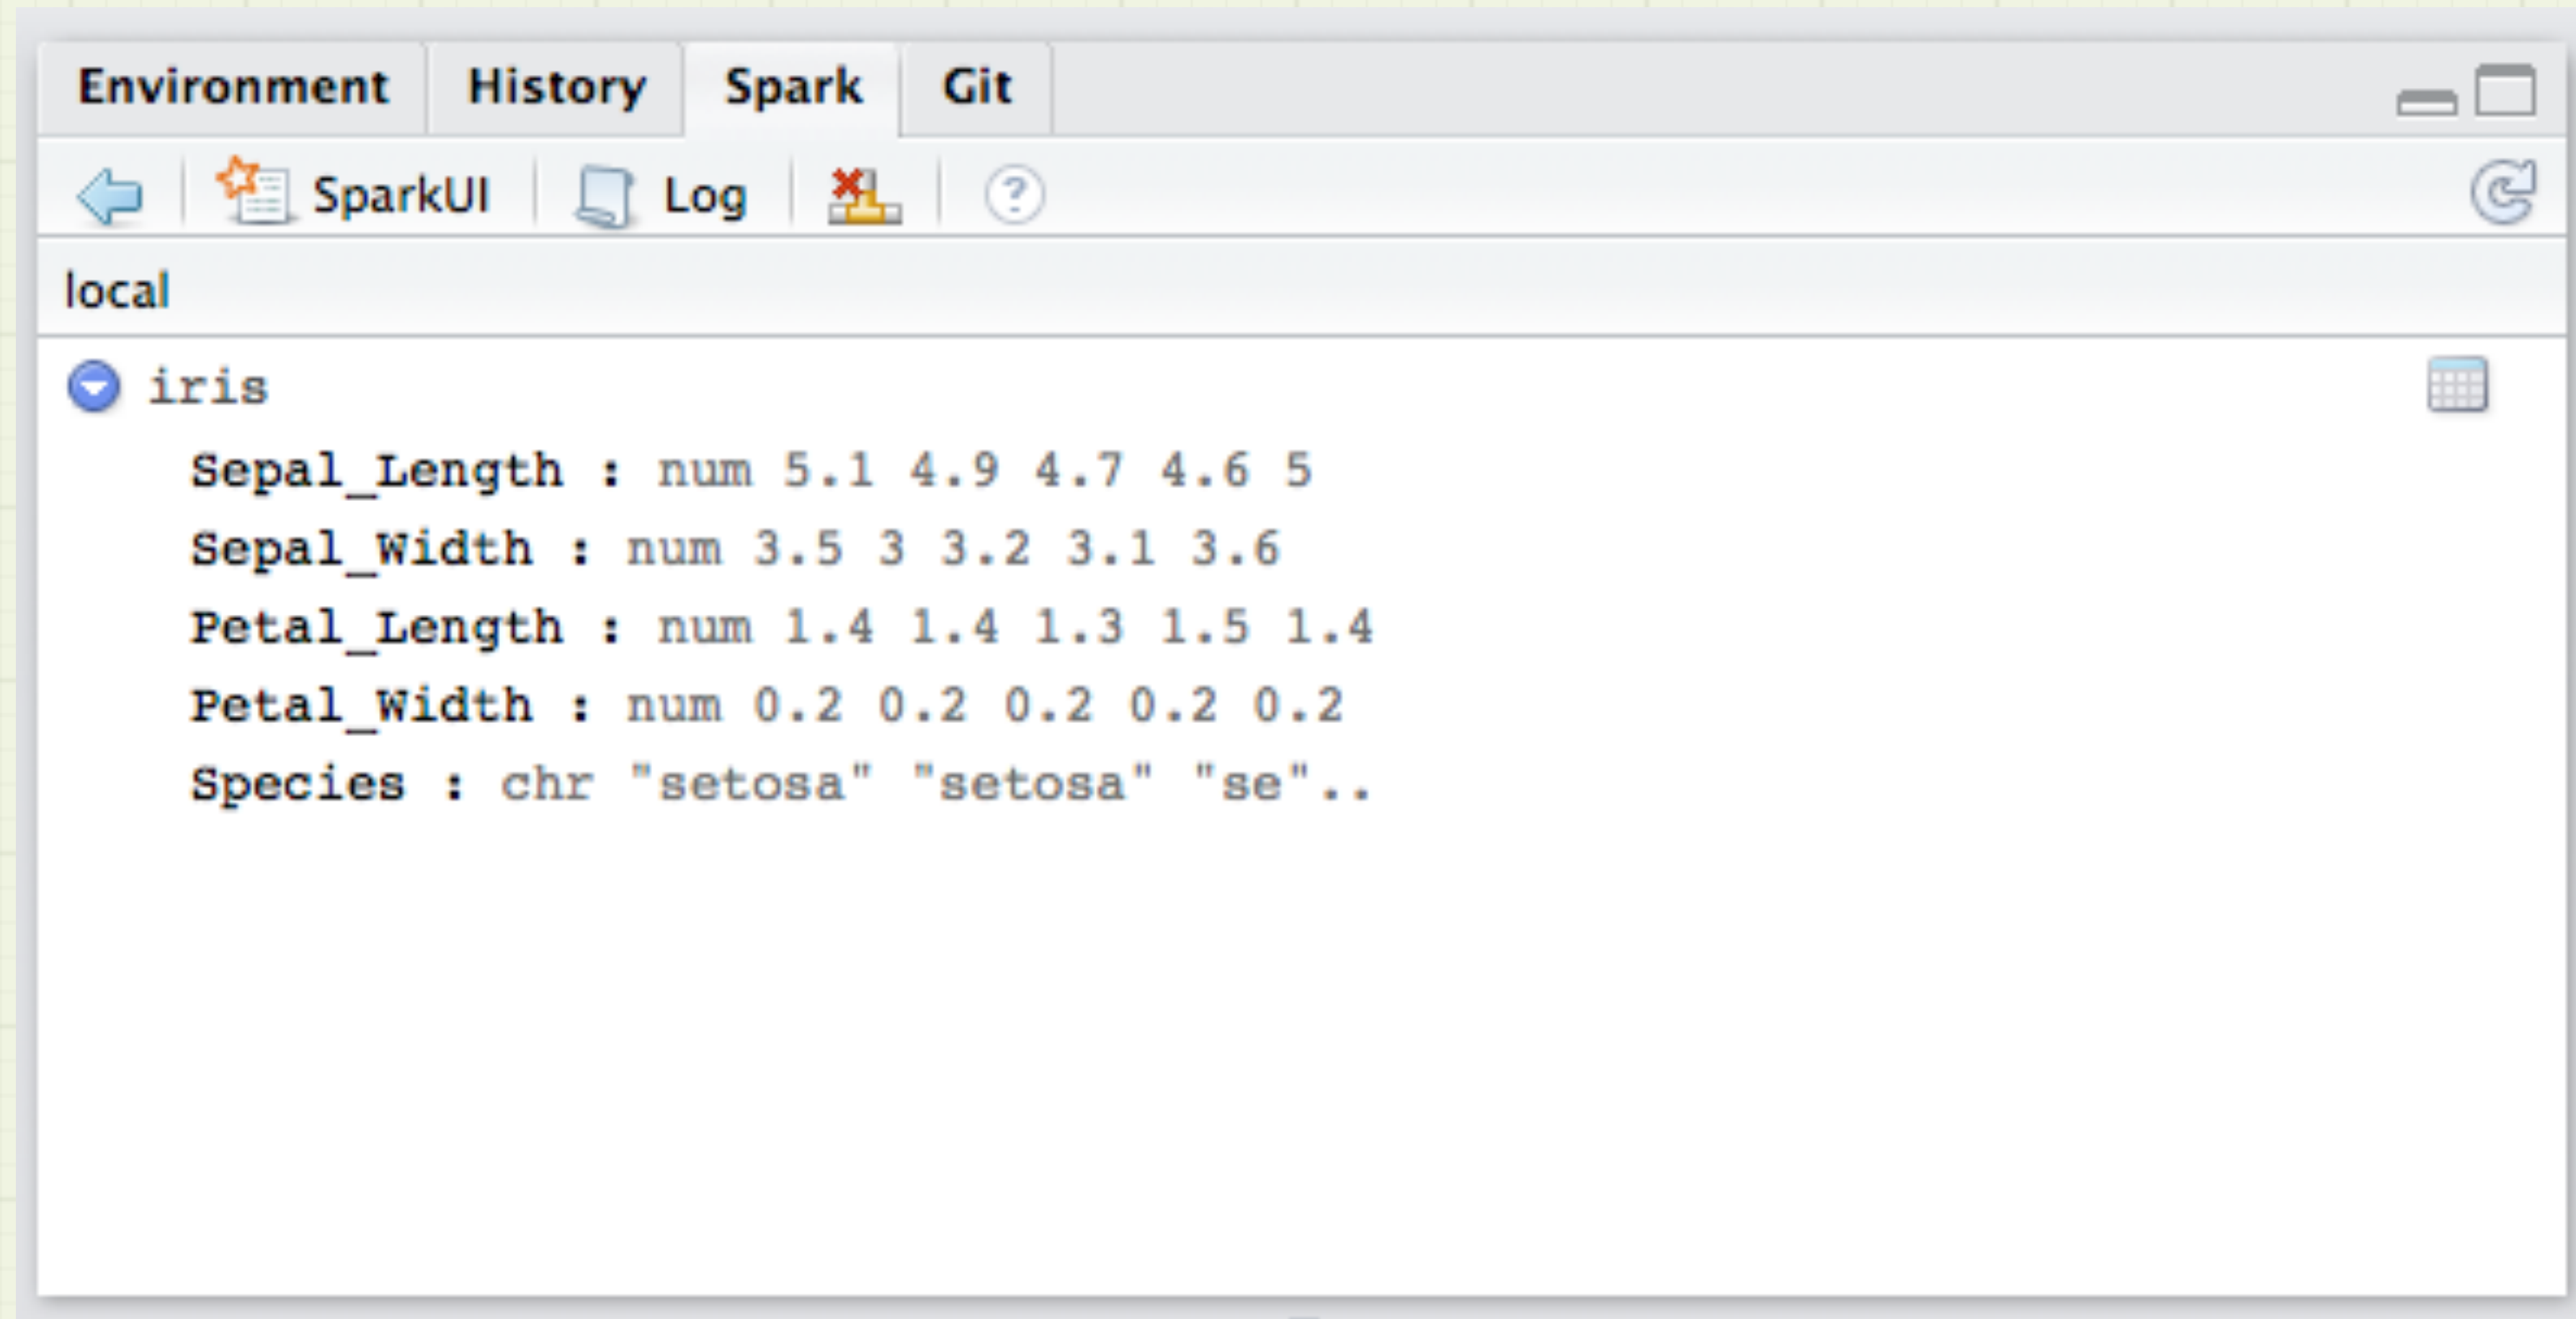 Environment History Spark Git
SparkUI Log ?
local
iris
Sepal_Length : num 5.1 4.9 4.7 4.6 5
Sepal_Width : num 3.5 3 3.2 3.1 3.6
Petal_Length : num 1.4 1.4 1.3 1.5 1.4
Petal_Width : num 0.2 0.2 0.2 0.2 0.2
Species : chr "setosa" "setosa" "se"..